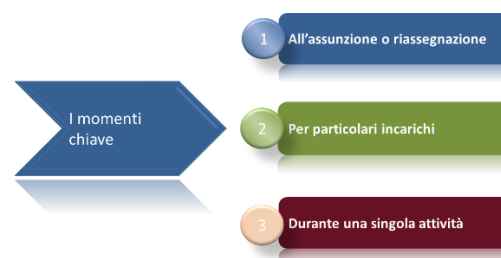 I momenti
chiave
1
All'assunzione o riassegnazione
2
Per particolari incarichi
3
Durante una singola attività